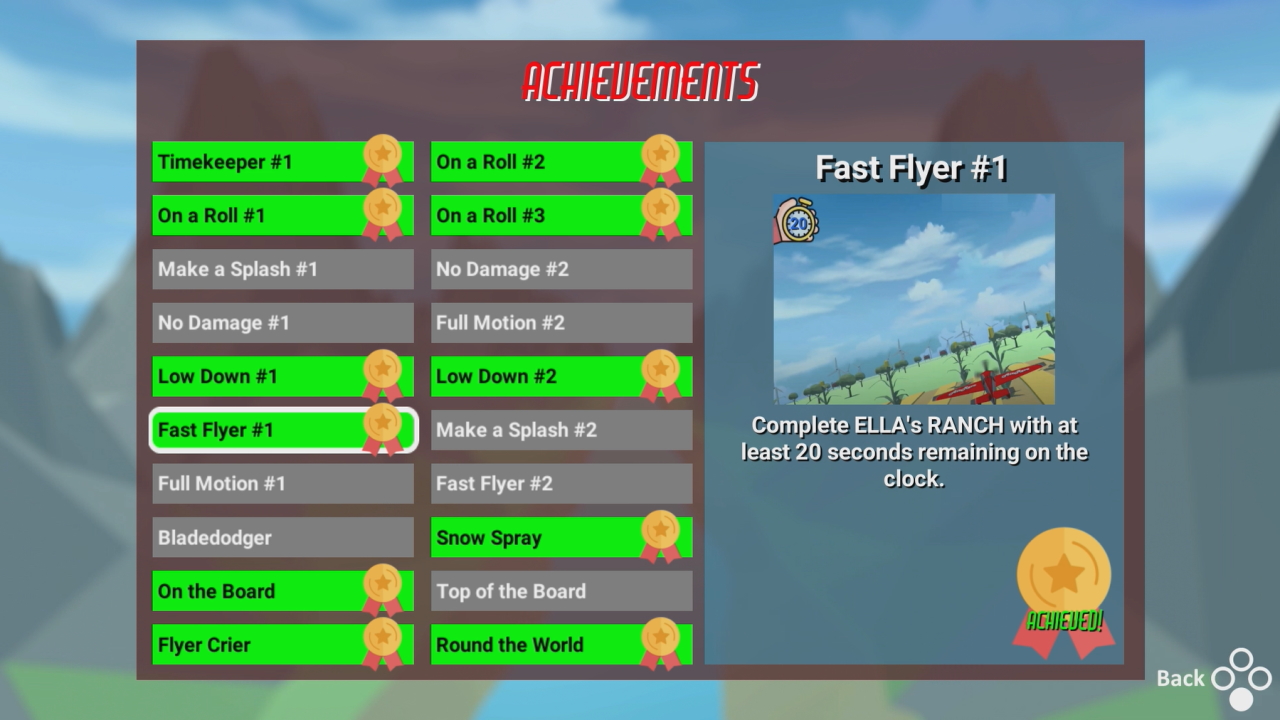 ACHIEVEMENTS
Timekeeper #1
On a Roll #1
Make a Splash #1
No Damage #1
Low Down #1
Fast Flyer #1
Full Motion #1
Bladedodger
On the Board
Flyer Crier
On a Roll #2
On a Roll #3
No Damage #2
Full Motion #2
Low Down #2
Make a Splash #2
Fast Flyer #2
Snow Spray
Top of the Board
Round the World
Fast Flyer #1
20
Complete ELLA's RANCH with at
least 20 seconds remaining on the
clock.
ACHIEVED!
Back